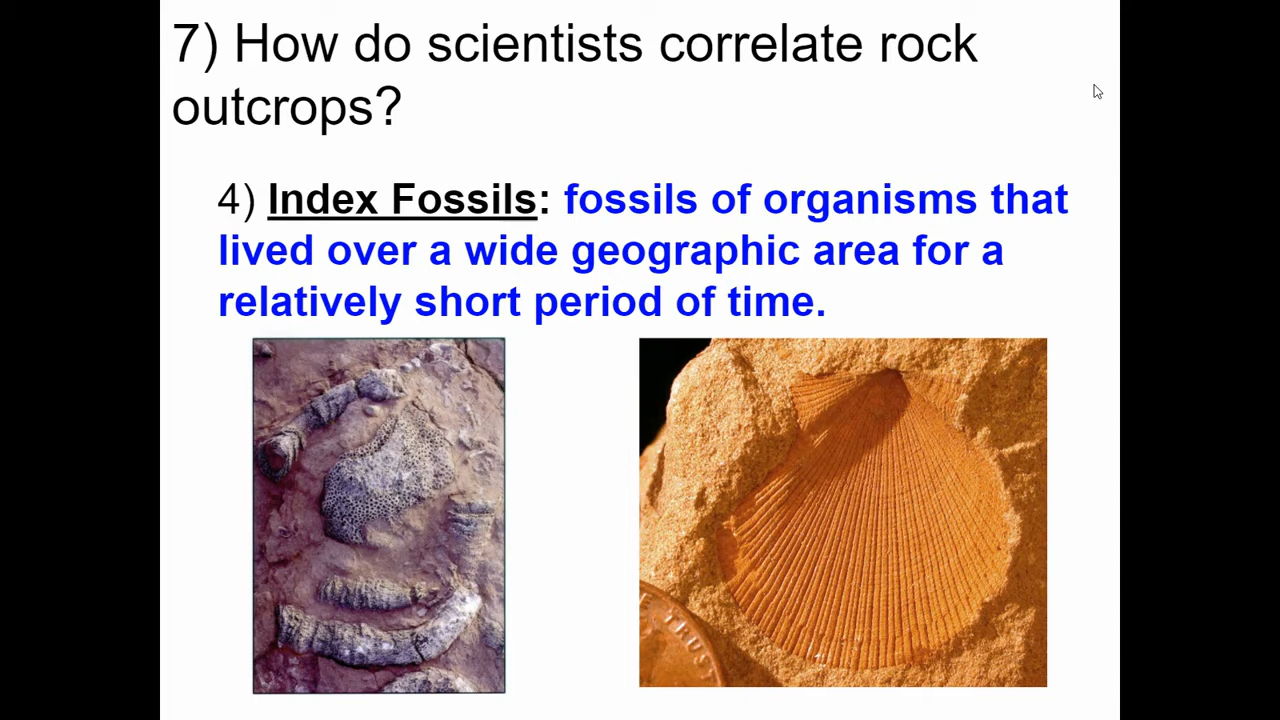 7) How do scientists correlate rock
outcrops?
4) Index Fossils: fossils of organisms that
lived over a wide geographic area for a
relatively short period of time.
TRUST